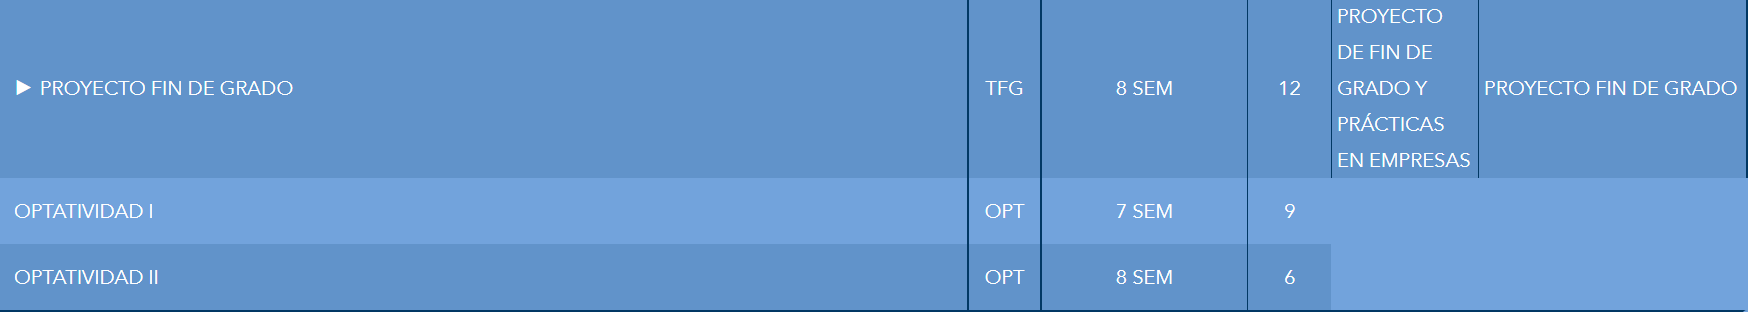 ▶ PROYECTO FIN DE GRADO TFG 8 SEM 12 PROYECTO
DE FIN DE
GRADO Y
PRÁCTICAS
EN EMPRESAS PROYECTO FIN DE GRADO
OPTATIVIDAD I OPT 7 SEM 9
OPTATIVIDAD II OPT 8 SEM 6